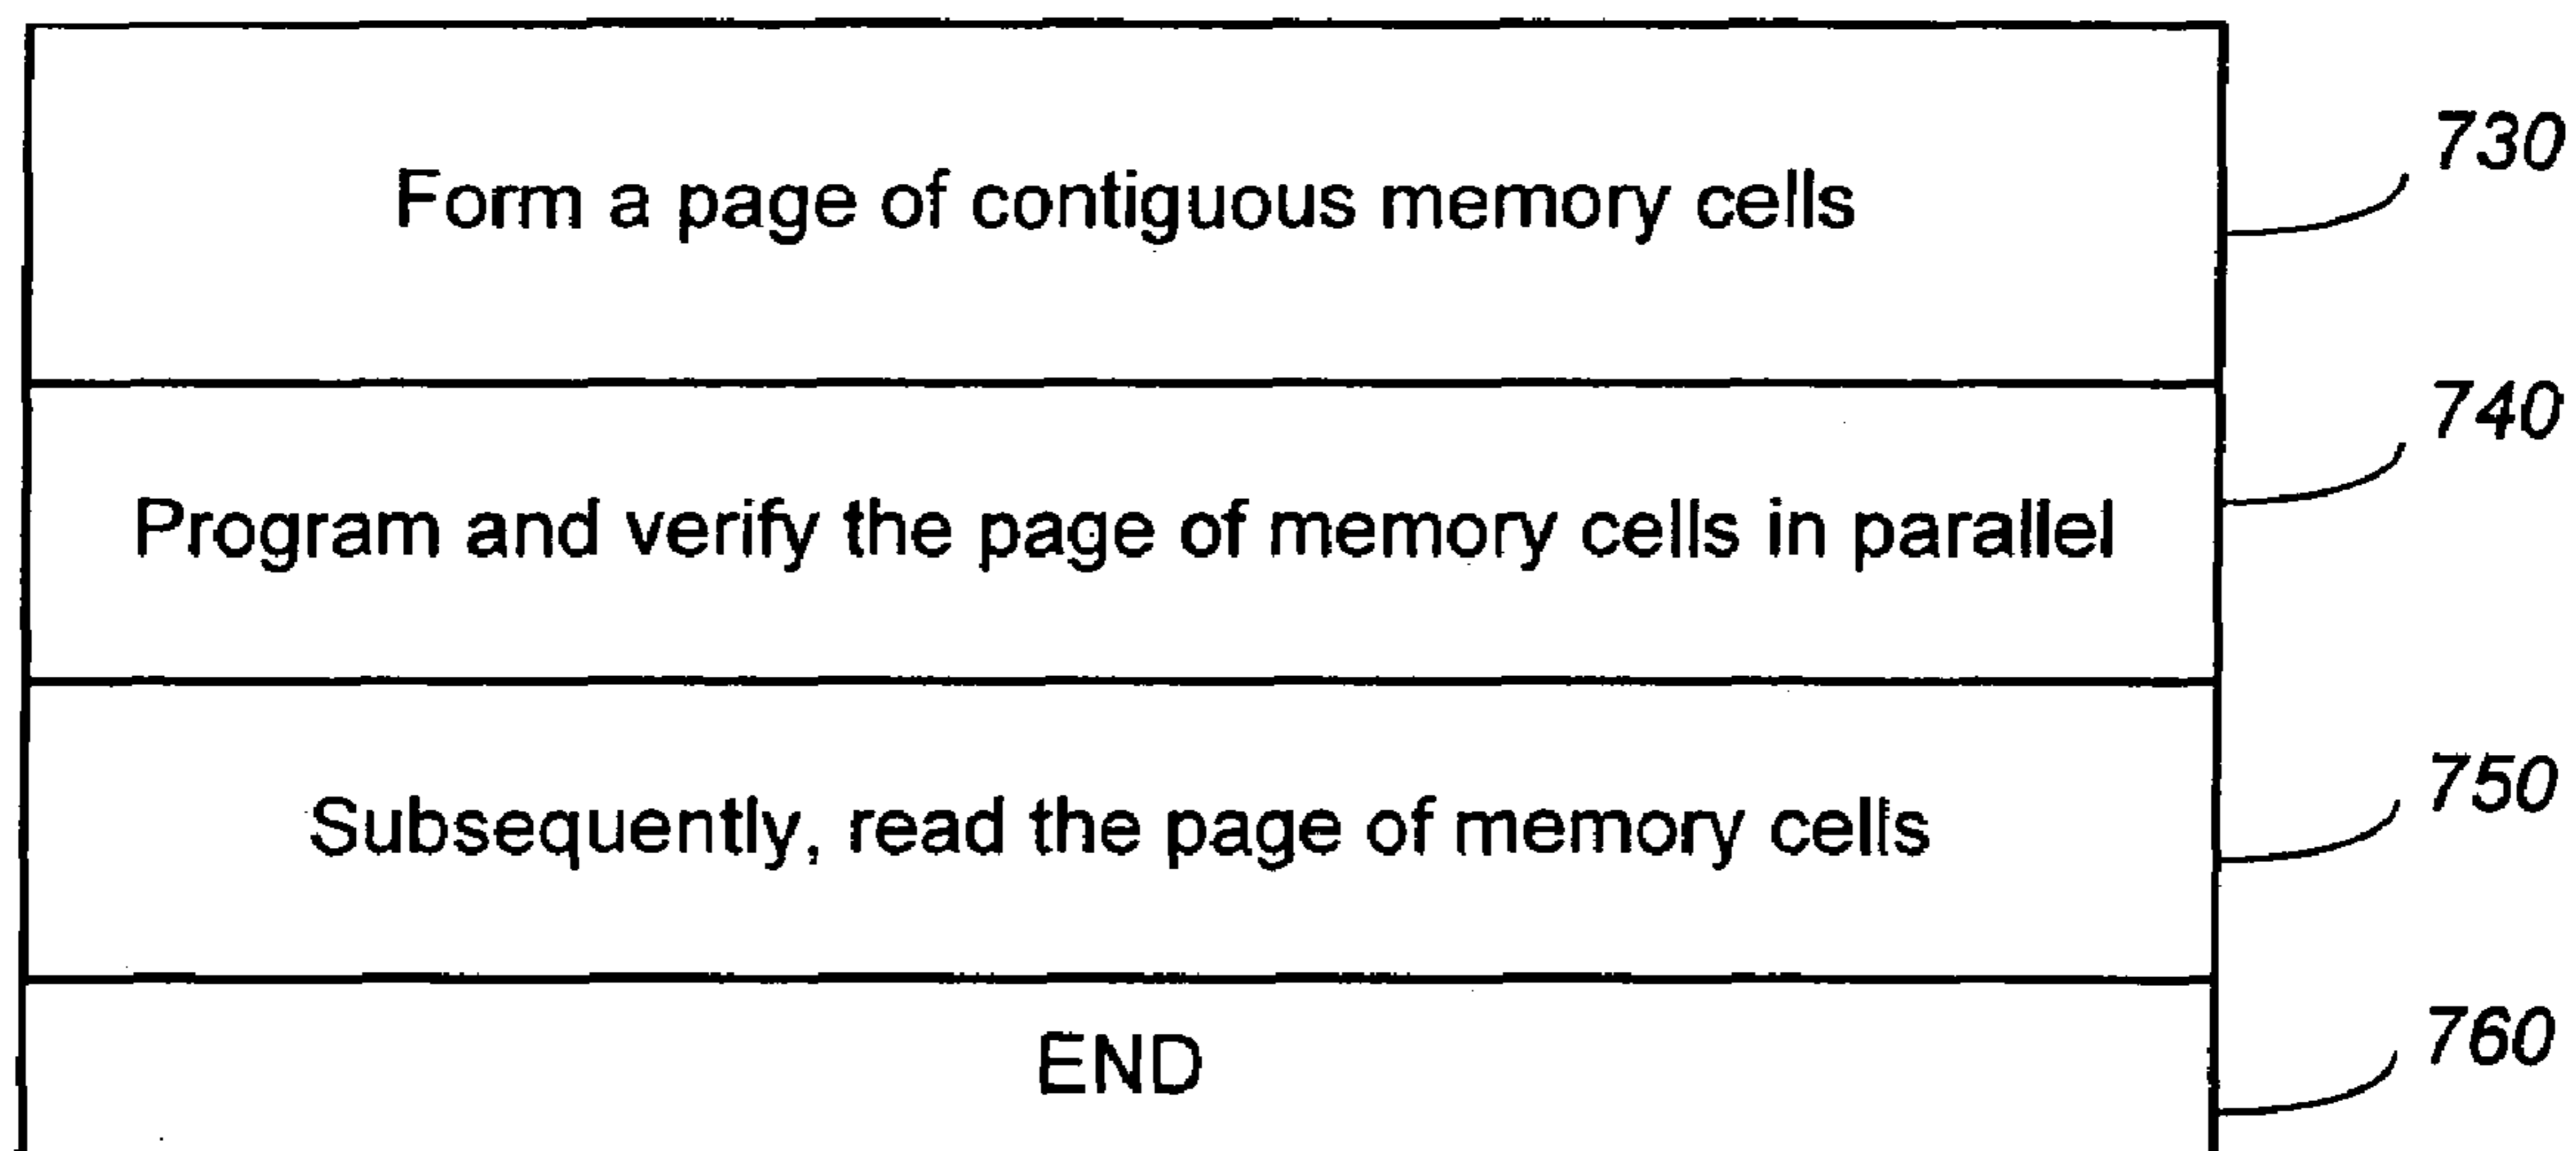 Form a page of contiguous memory cells
730
Program and verify the page of memory cells in parallel
740
Subsequently, read the page of memory cells
750
END
760